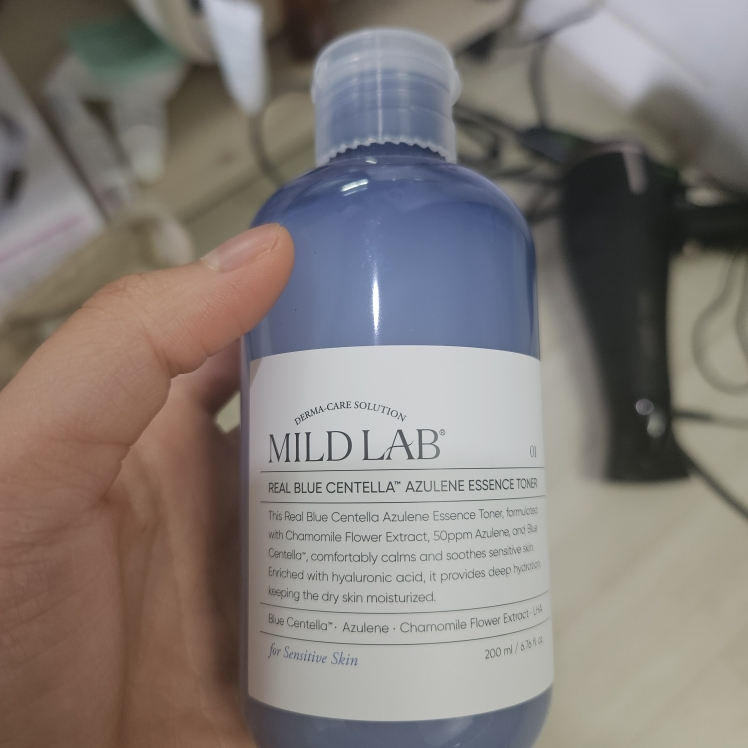 DERMA-CARE SOLUTION
MILD LAB®
01
REAL BLUE CENTELLA™ AZULENE ESSENCE TONER
This Real Blue Centella Azulene Essence Toner, formulated
with Chamomile Flower Extract, 50ppm Azulene, and Blue
Centella™, comfortably calms and soothes sensitive skin.
Enriched with hyaluronic acid, it provides deep hydration,
keeping the dry skin moisturized.
Blue Centella™ · Azulene · Chamomile Flower Extract · LHA
for Sensitive Skin
200 ml / 6.76 fl. oz.